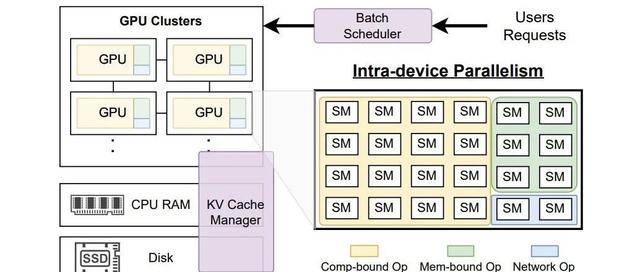 GPU Clusters
Batch
Scheduler
Users
Requests
GPU
GPU
GPU
GPU
Intra-device Parallelism
SM SM SM SM SM SM
SM SM SM SM SM SM
SM SM SM SM SM SM
SM SM SM SM SM SM
CPU RAM
KV Cache
Manager
SSD
Disk
Comp-bound Op
Mem-bound Op
Network Op